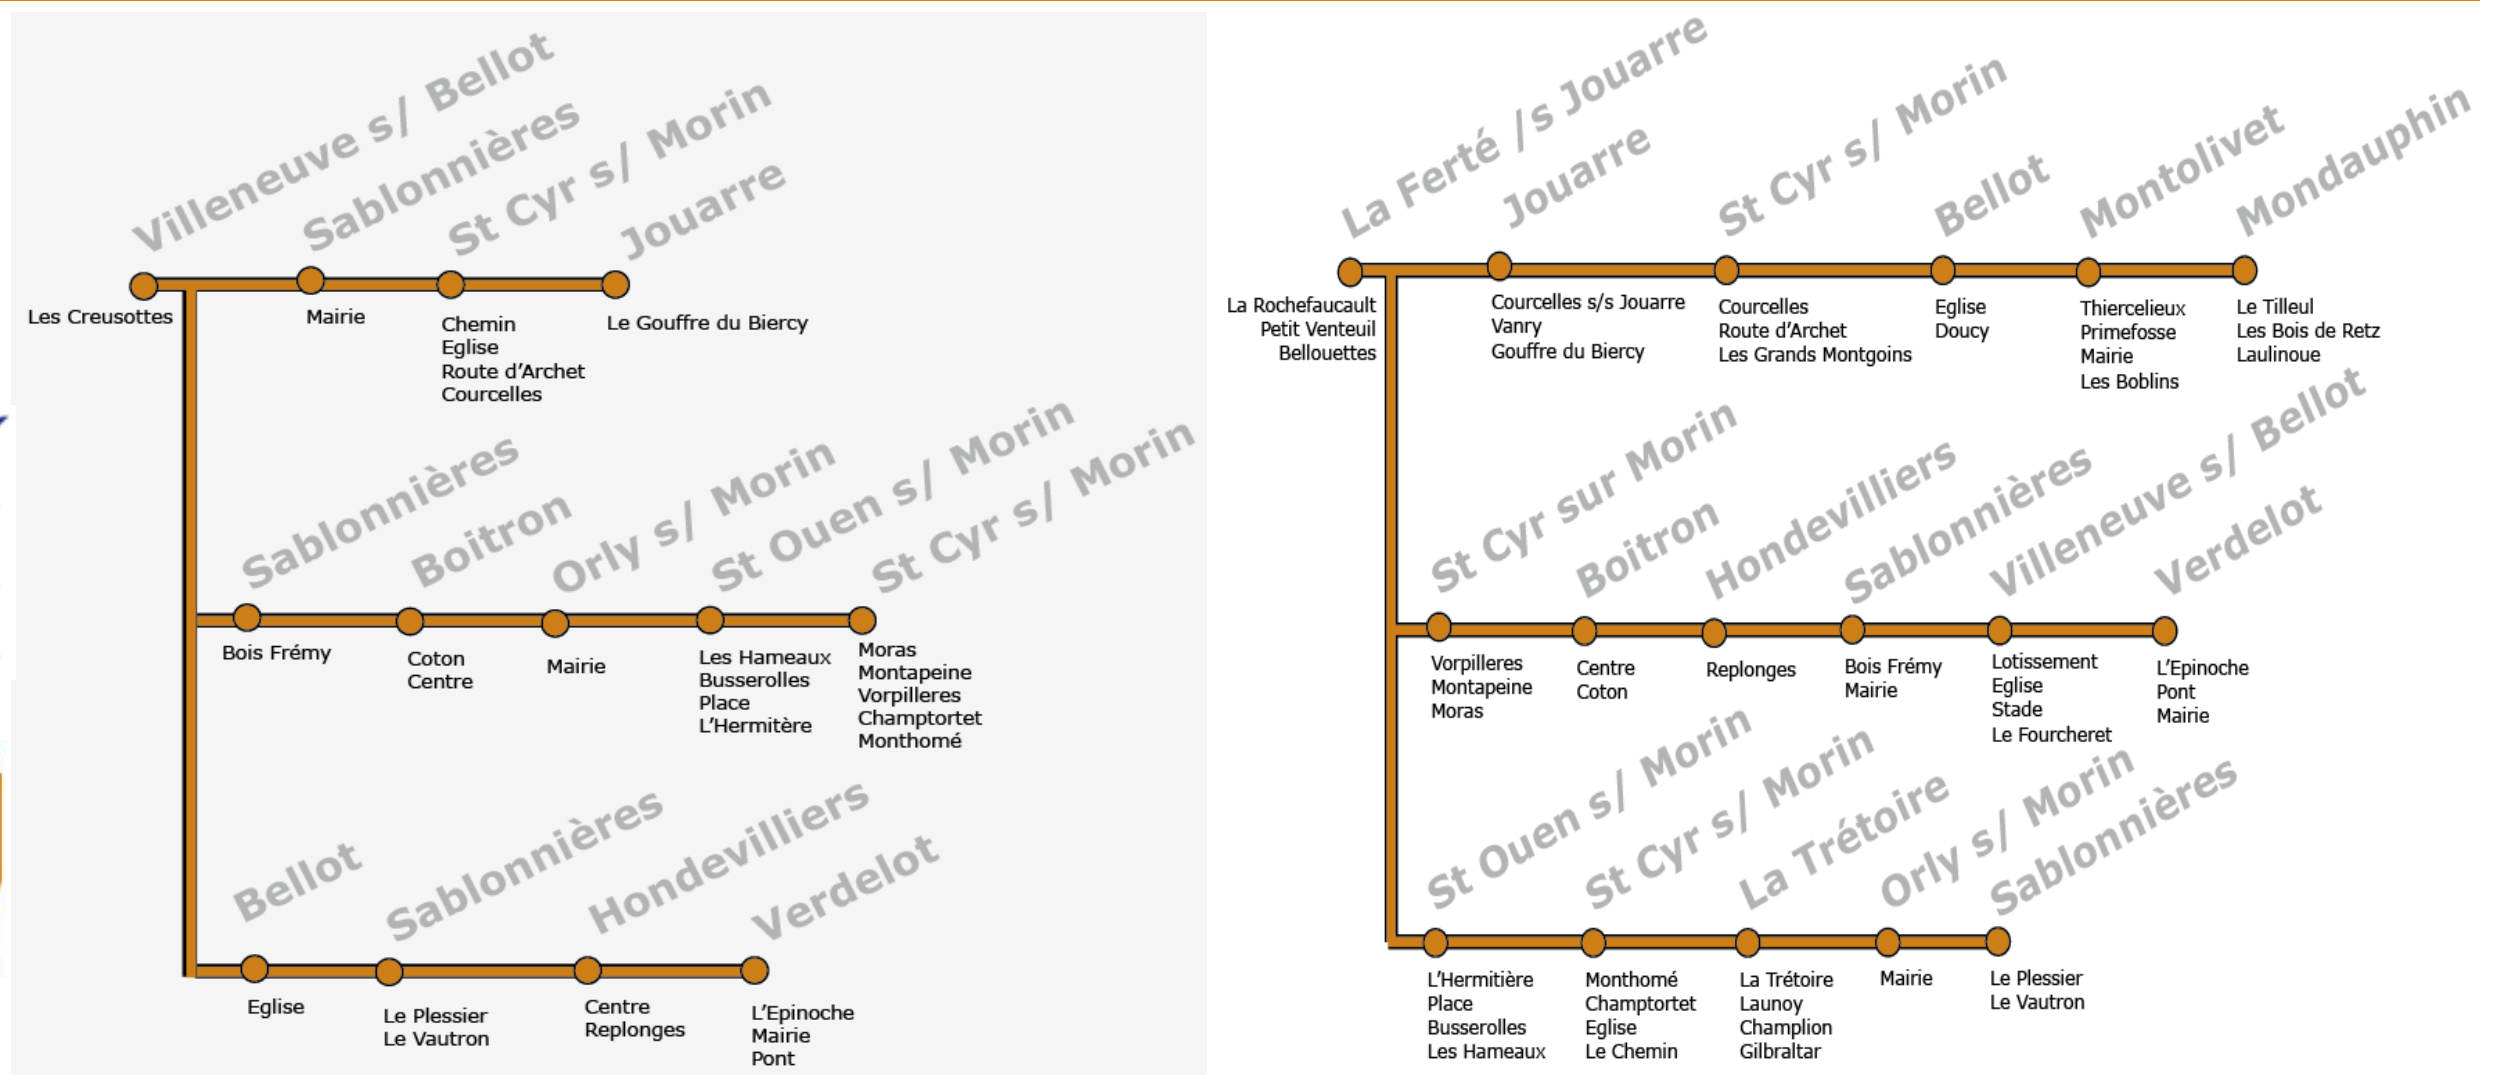 Villeneuve s/ Bellot
Sablonnières
St Cyr s/ Morin
Jouarre
Les Creusottes
Mairie
Chemin
Eglise
Route d'Archet
Courcelles
Le Gouffre du Biercy
Sablonnières
Boitron
Orly s/ Morin
St Ouen s/ Morin
St Cyr s/ Morin
Bois Frémy
Coton
Centre
Mairie
Les Hameaux
Busserolles
Place
L'Hermitère
Moras
Montapeine
Vorpilleres
Champtortet
Monthomé
Bellot
Sablonnières
Hondevilliers
Verdelot
Eglise
Le Plessier
Le Vautron
Centre
Replonges
L'Epinoche
Mairie
Pont
La Ferté /s Jouarre
Jouarre
St Cyr s/ Morin
Bellot
Montolivet
Mondauphin
La Rochefaucault
Petit Venteuil
Bellouettes
Courcelles s/s Jouarre
Vanry
Gouffre du Biercy
Courcelles
Route d'Archet
Les Grands Montgoins
Eglise
Doucy
Thiercelieux
Primefosse
Mairie
Les Boblins
Le Tilleul
Les Bois de Retz
Laulinoue
St Cyr sur Morin
Boitron
Hondevilliers
Sablonnières
Villeneuve s/ Bellot
Verdelot
Vorpilleres
Montapeine
Moras
Centre
Coton
Replonges
Bois Frémy
Mairie
Lotissement
Eglise
Stade
Le Fourcheret
L'Epinoche
Pont
Mairie
St Ouen s/ Morin
St Cyr s/ Morin
La Trétoire
Orly s/ Morin
Sablonnières
L'Hermitière
Place
Busserolles
Les Hameaux
Monthomé
Champtortet
Eglise
Le Chemin
La Trétoire
Launoy
Champlion
Gilbraltar
Mairie
Le Plessier
Le Vautron